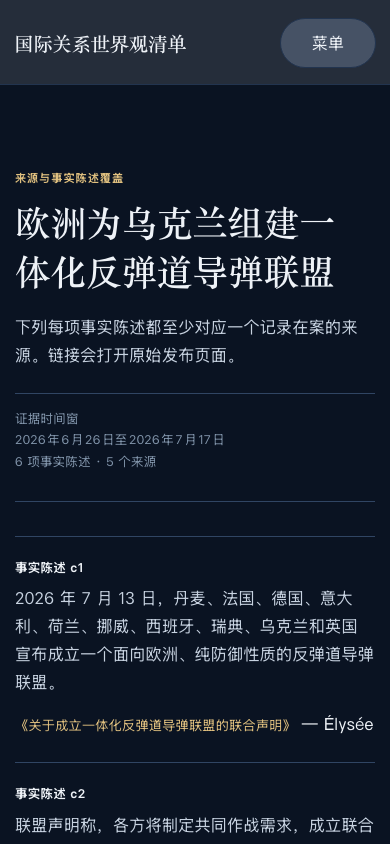 国际关系世界观清单
菜单
来源与事实陈述覆盖
欧洲为乌克兰组建一
体化反弹道导弹联盟
下列每项事实陈述都至少对应一个记录在案的来
源。链接会打开原始发布页面。
证据时间窗
2026年6月26日至2026年7月17日
6 项事实陈述 · 5 个来源
事实陈述 c1
2026 年 7 月 13 日，丹麦、法国、德国、意大
利、荷兰、挪威、西班牙、瑞典、乌克兰和英国
宣布成立一个面向欧洲、纯防御性质的反弹道导弹
联盟。
《关于成立一体化反弹道导弹联盟的联合声明》 — Élysée
事实陈述 c2
联盟声明称，各方将制定共同作战需求，成立联合